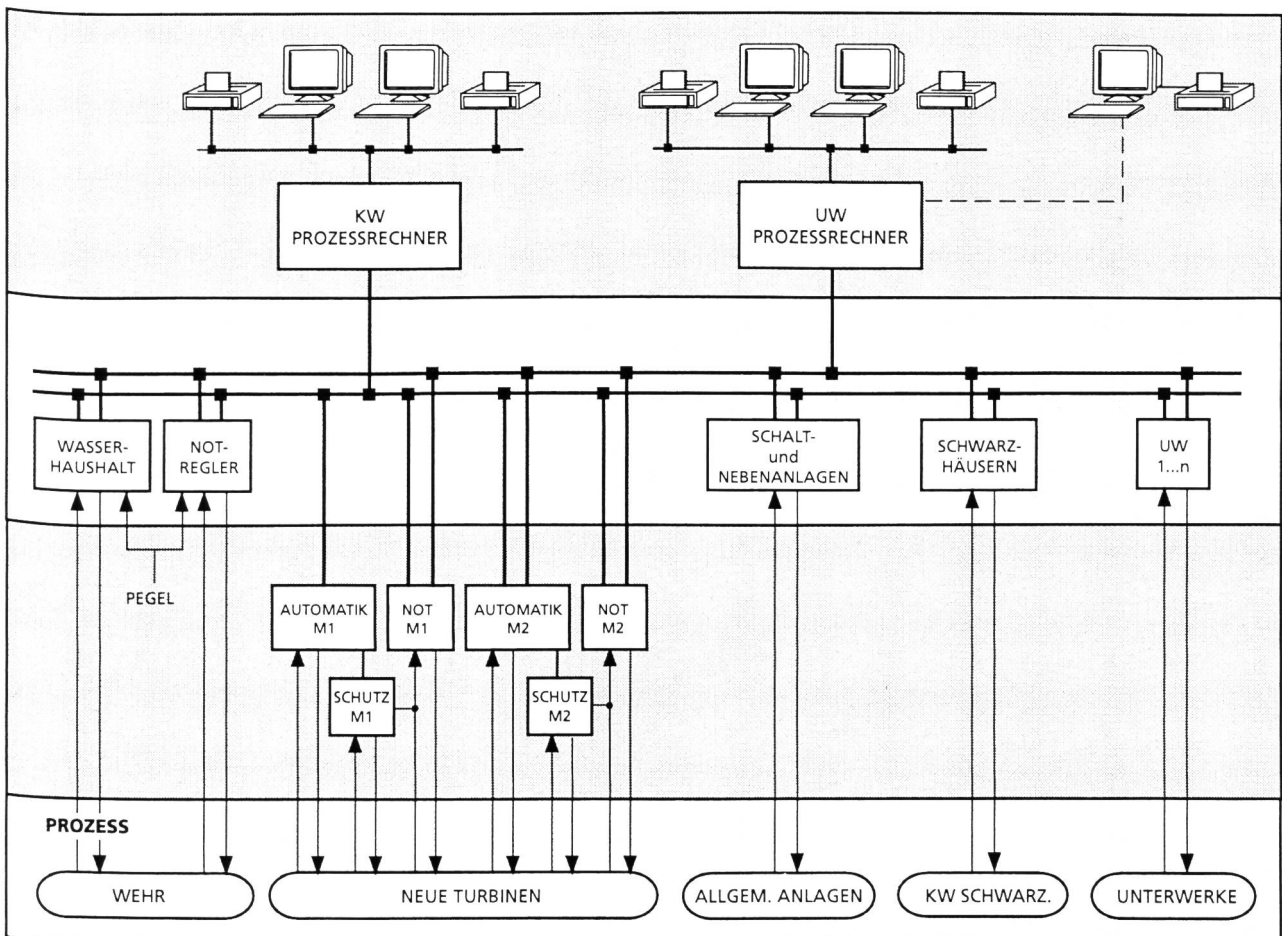 KW
PROZESSRECHNER
UW
PROZESSRECHNER
WASSER-
HAUSHALT
NOT-
REGLER
SCHALT-
und
NEBENANLAGEN
SCHWARZ-
HÄUSERN
UW
1...n
PEGEL
AUTOMATIK
M1
NOT
M1
AUTOMATIK
M2
NOT
M2
SCHUTZ
M1
SCHUTZ
M2
PROZESS
WEHR
NEUE TURBINEN
ALLGEM. ANLAGEN
KW SCHWARZ.
UNTERWERKE